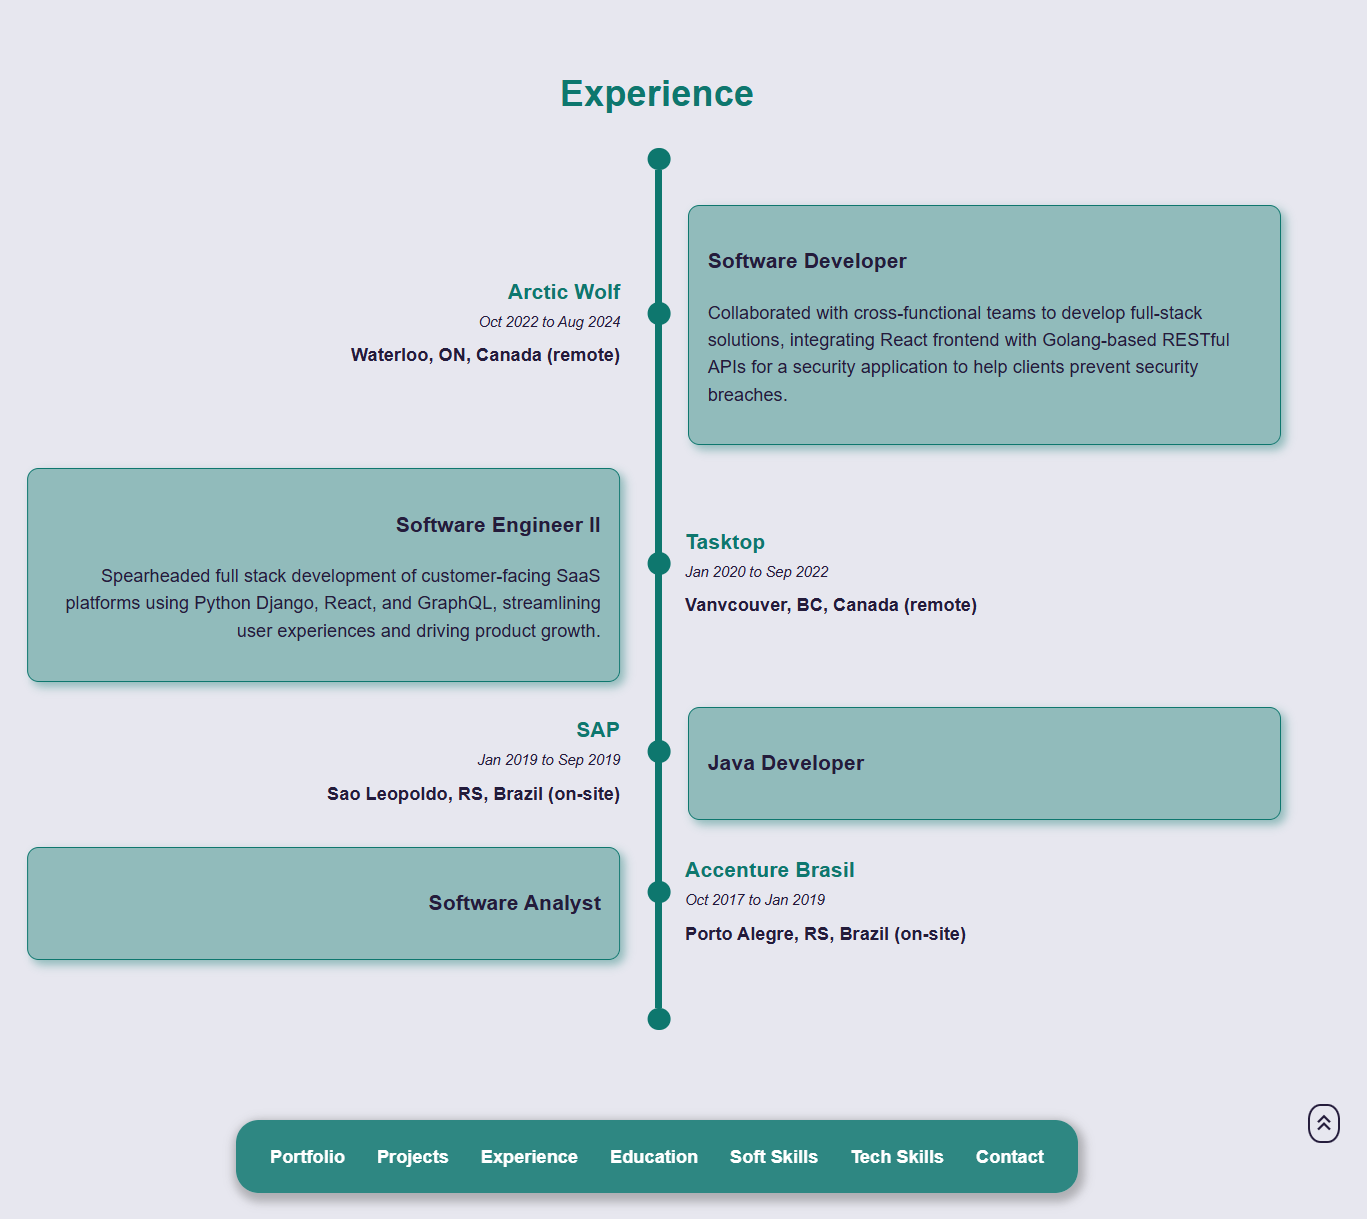 Experience
Arctic Wolf
Oct 2022 to Aug 2024
Waterloo, ON, Canada (remote)
Software Developer
Collaborated with cross-functional teams to develop full-stack
solutions, integrating React frontend with Golang-based RESTful
APIs for a security application to help clients prevent security
breaches.
Software Engineer II
Spearheaded full stack development of customer-facing SaaS
platforms using Python Django, React, and GraphQL, streamlining
user experiences and driving product growth.
Tasktop
Jan 2020 to Sep 2022
Vanvcouver, BC, Canada (remote)
SAP
Jan 2019 to Sep 2019
Sao Leopoldo, RS, Brazil (on-site)
Java Developer
Software Analyst
Accenture Brasil
Oct 2017 to Jan 2019
Porto Alegre, RS, Brazil (on-site)
Portfolio Projects Experience Education Soft Skills Tech Skills Contact